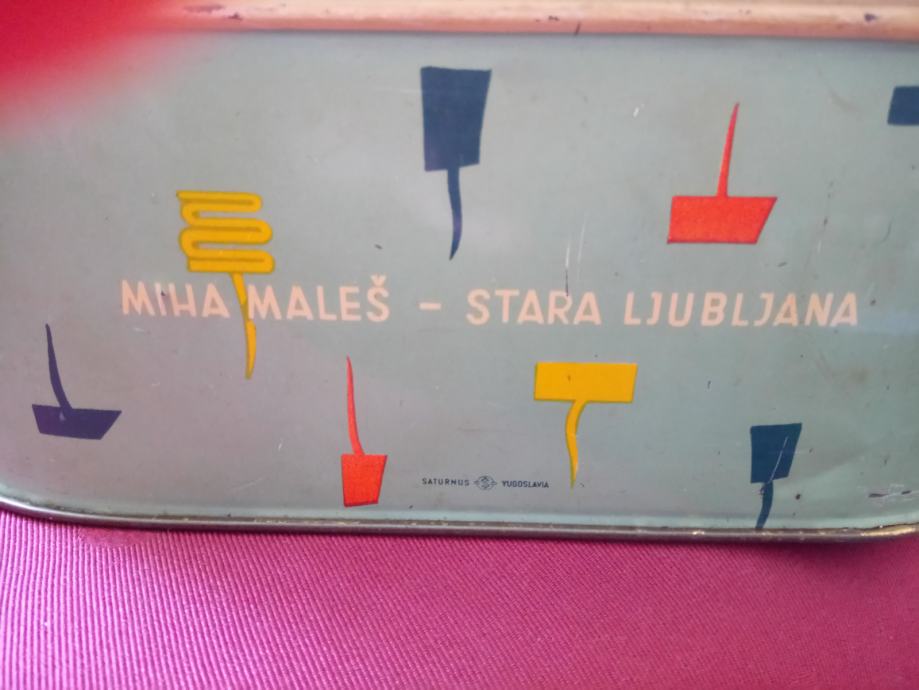 MIHA MALEŠ – STARA LJUBLJANA
SATURNUS YUGOSLAVIA